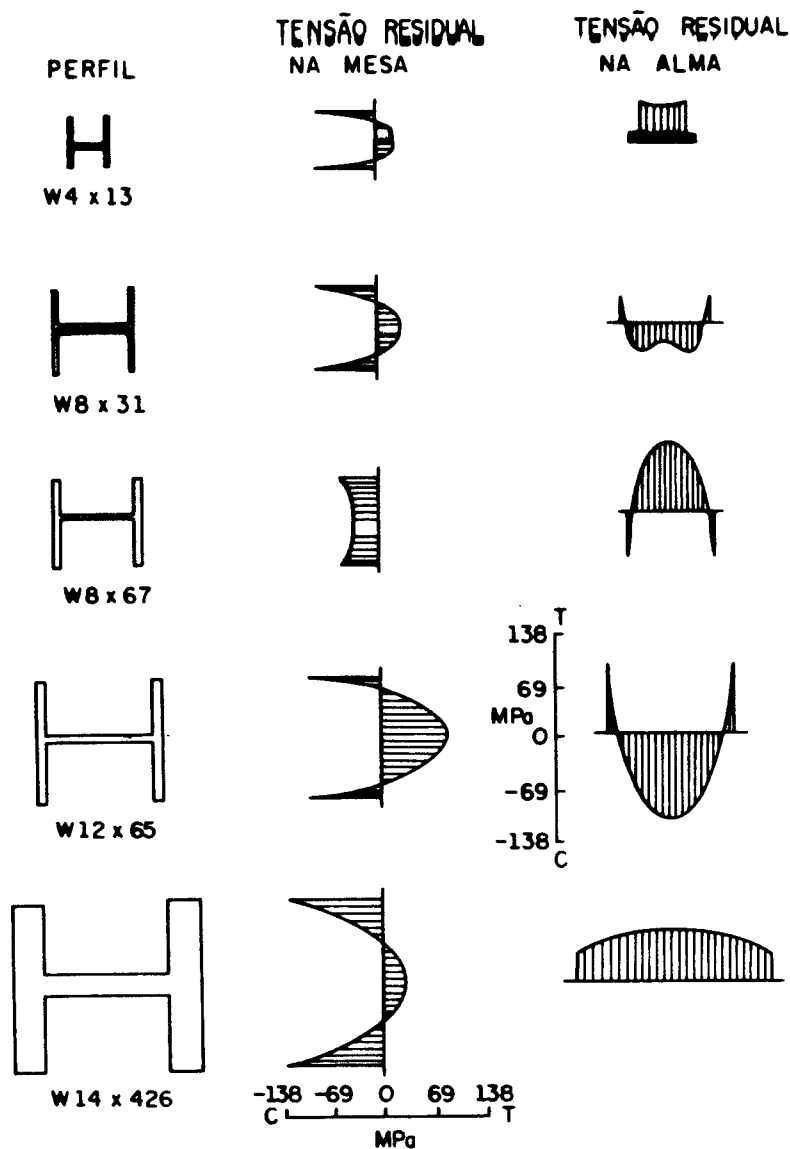 TENSÃO RESIDUAL
NA MESA
TENSÃO RESIDUAL
NA ALMA
PERFIL
W4 x 13
W8 x 31
W8 x 67
T
138
69
MPa
0
-69
-138
C
W12 x 65
W14 x 426
-138 -69 0 69 138
C T
MPa